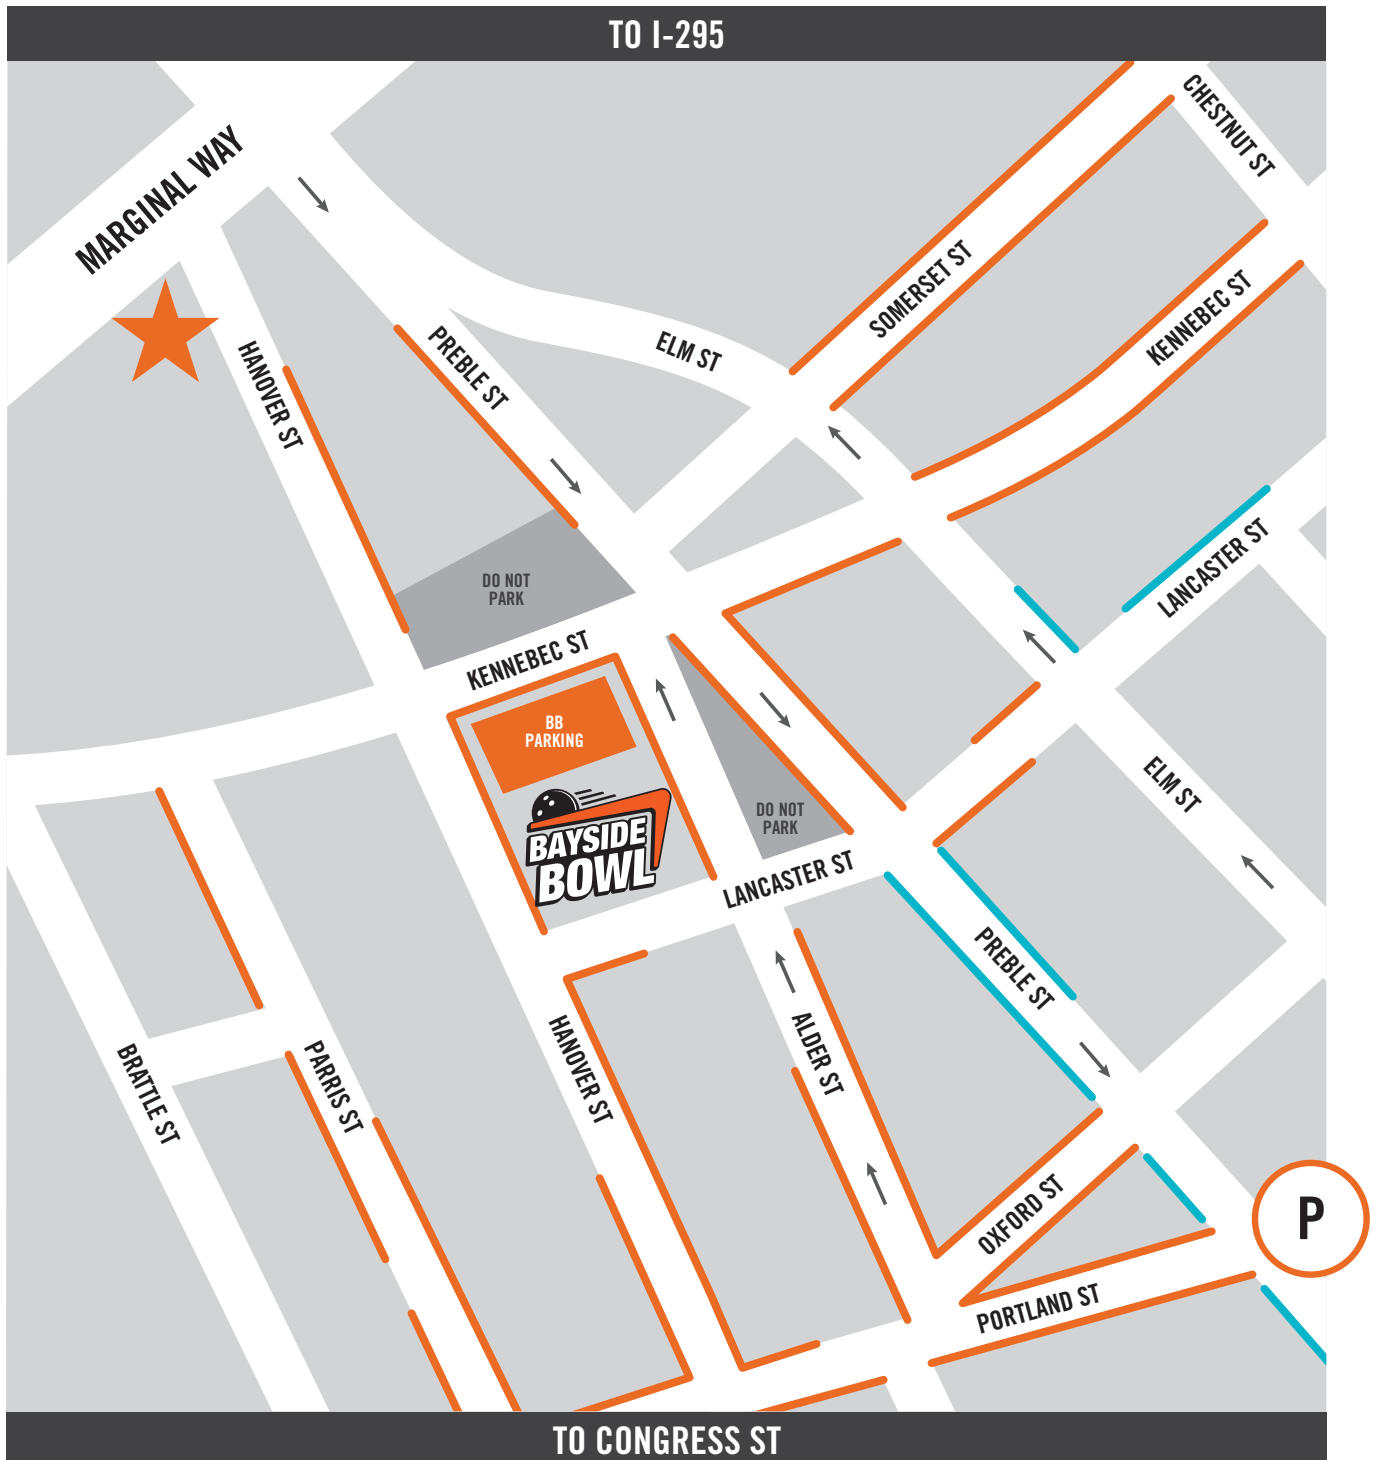 TO I-295
CHESTNUT ST
MARGINAL WAY
SOMERSET ST
KENNEBEC ST
HANOVER ST
PREBLE ST
ELM ST
LANCASTER ST
DO NOT
PARK
KENNEBEC ST
BB
PARKING
BAYSIDE
BOWL
DO NOT
PARK
LANCASTER ST
ELM ST
PREBLE ST
HANOVER ST
ALDER ST
BRATTLE ST
PARRIS ST
OXFORD ST
P
PORTLAND ST
TO CONGRESS ST